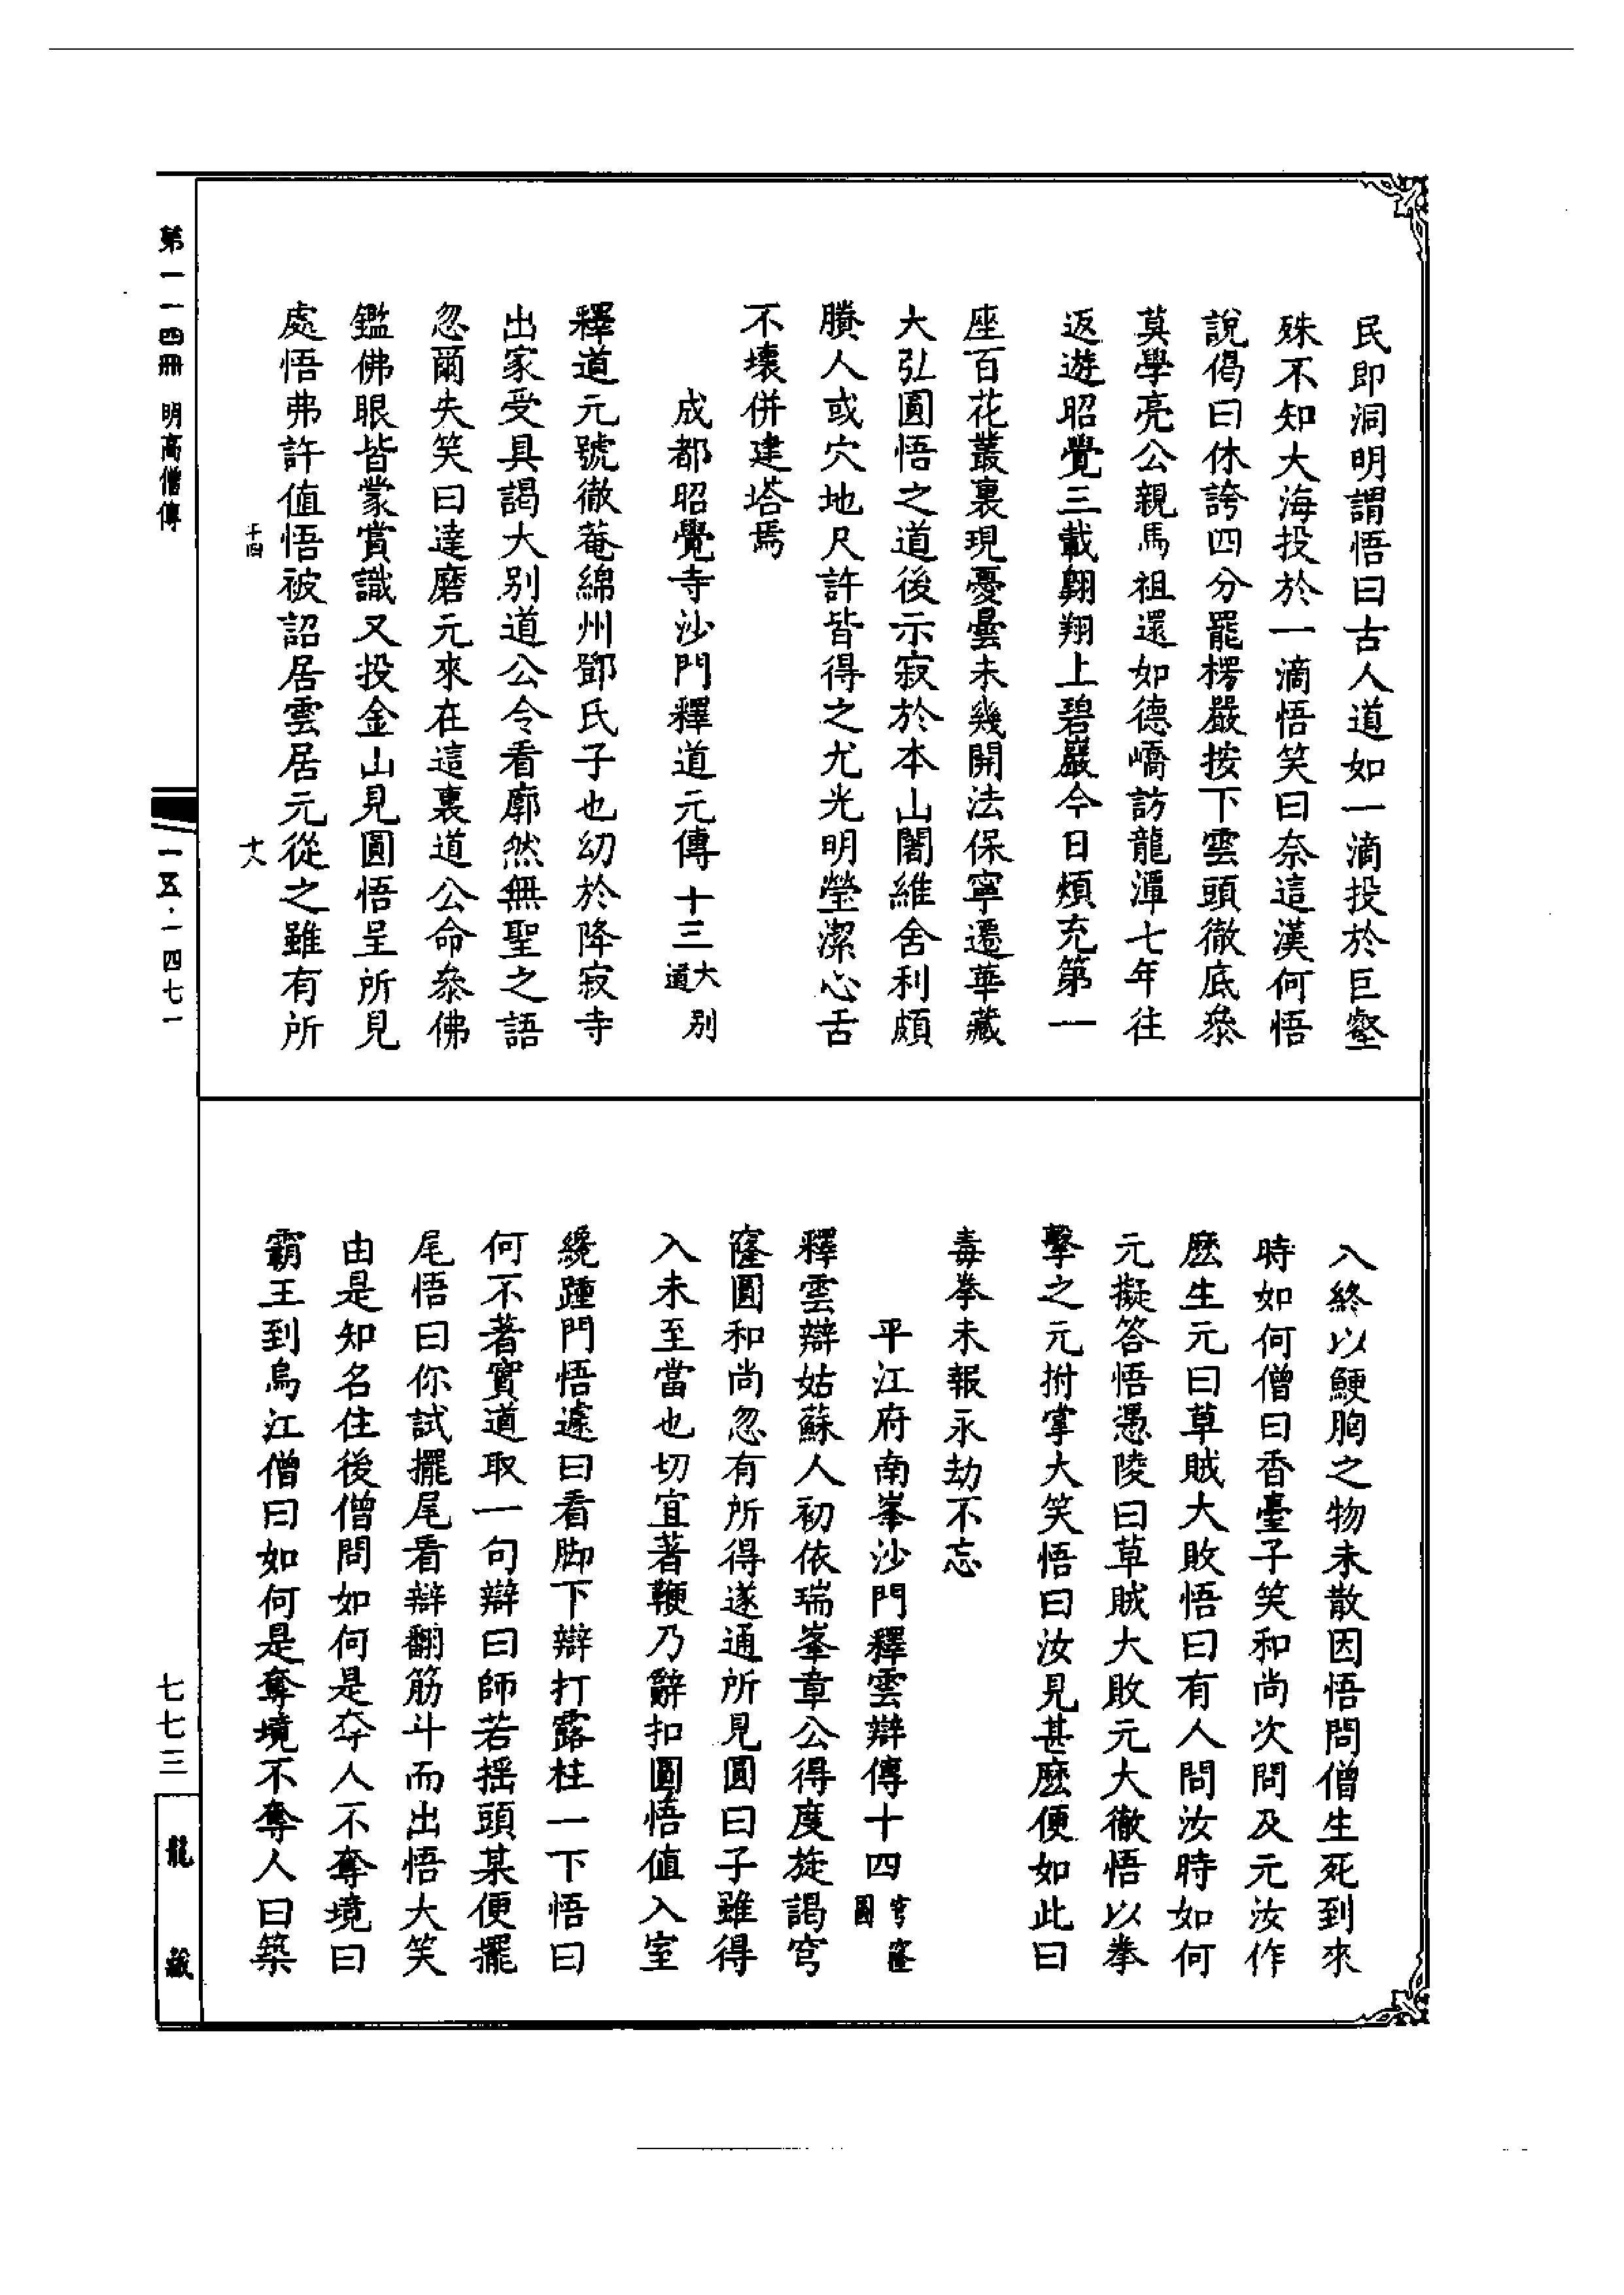 民即洞明謂悟曰古人道如一滴投於巨壑
殊不知大海投於一滴悟笑曰奈這漢何悟
說偈曰休誇四分罷楞嚴按下雲頭徹底叅
莫學亮公親馬祖還如德嶠訪龍潭七年往
返遊昭覺三載翺翔上碧巖今日煩充第一
座百花叢裏現憂曇未幾開法保寧遷華藏
大弘圓悟之道後示寂於本山闍維舍利頗
賸人或穴地尺許皆得之尤光明瑩潔心舌
不壞併建塔焉
成都昭覺寺沙門釋道元傳十三大別道
釋道元號徹菴綿州鄧氏子也幼於降寂寺
出家受具謁大別道公令看廓然無聖之語
忽爾失笑曰達磨元來在這裏道公命叅佛
鑑佛眼皆蒙賞識又投金山見圓悟呈所見
處悟弗許值悟被詔居雲居元從之雖有所
入終以鯁胸之物未散因悟問僧生死到來
時如何僧曰香臺子笑和尚次問及元汝作
麽生元曰草賊大敗悟曰有人問汝時如何
元擬答悟憑陵曰草賊大敗元大徹悟以拳
擊之元拊掌大笑悟曰汝見甚麽便如此曰
毒拳未報永劫不忘
平江府南峯沙門釋雲辯傳十四穹窿圓
釋雲辯姑蘇人初依瑞峯章公得度旋謁穹
窿圓和尚忽有所得遂通所見圓曰子雖得
入未至當也切宜著鞭乃辭扣圓悟值入室
纔踵門悟遽曰看脚下辯打露柱一下悟曰
何不著實道取一句辯曰師若揺頭某便擺
尾悟曰你試擺尾看辯翻筋斗而出悟大笑
由是知名住後僧問如何是夺人不奪境曰
霸王到烏江僧曰如何是奪境不奪人曰築
第一一四冊 明高僧傳
一五·一四七一
七七三
龍藏
十八